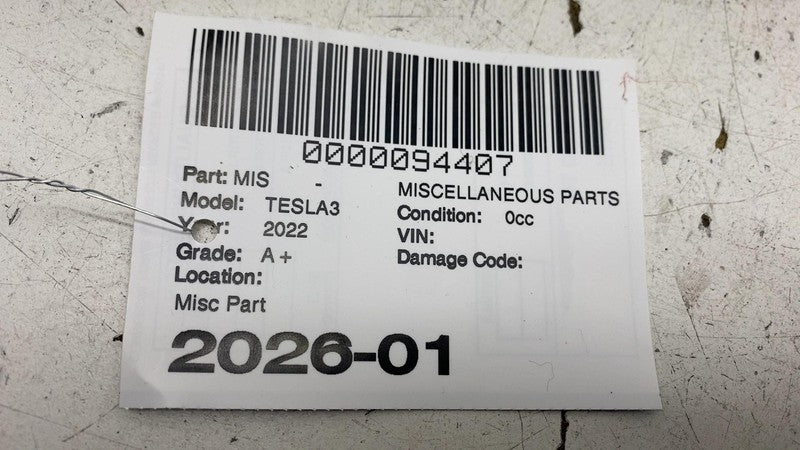 0000094407
Part: MIS - MISCELLANEOUS PARTS
Model: TESLA3 Condition: 0cc
Year: 2022 VIN:
Grade: A+ Damage Code:
Location:
Misc Part
2026-01